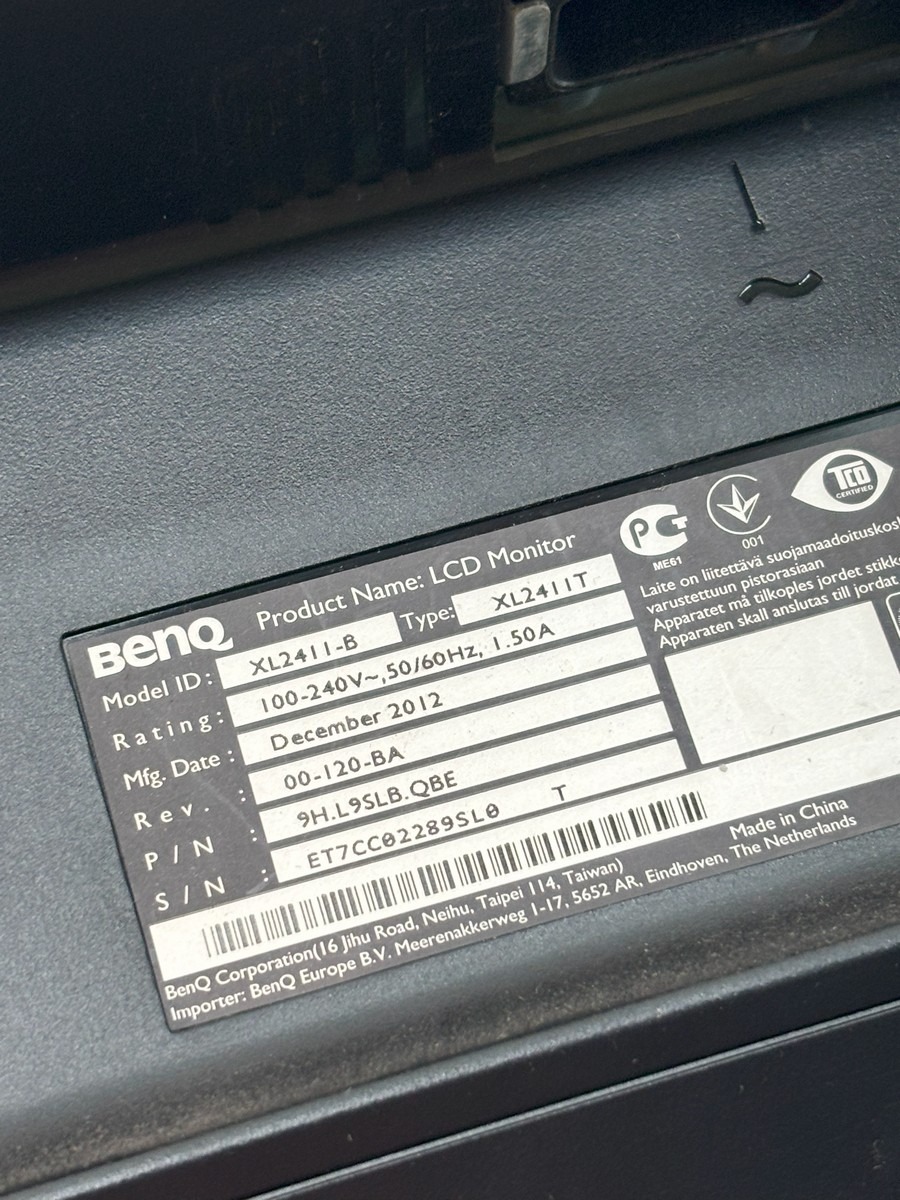 BenQ Product Name: LCD Monitor
Model ID: XL2411-B Type: XL2411T
Rating: 100-240V~,50/60Hz, 1.50A
Mfg. Date : December 2012
Rev. : 00-120-BA
P/N : 9H.L9SLB.QBE
S/N : ET7CC02289SL0 T
PCT
ME61
001
TCO
CERTIFIED
Laite on liitettävä suojamaadoituskos
varustettuun pistorasiaan
Apparatet må tilkoples jordet stikk
Apparaten skall anslutas till jordat
Made in China
BenQ Corporation(16 Jihu Road, Neihu, Taipei 114, Taiwan)
Importer: BenQ Europe B.V. Meerenakkerweg 1-17, 5652 AR, Eindhoven, The Netherlands